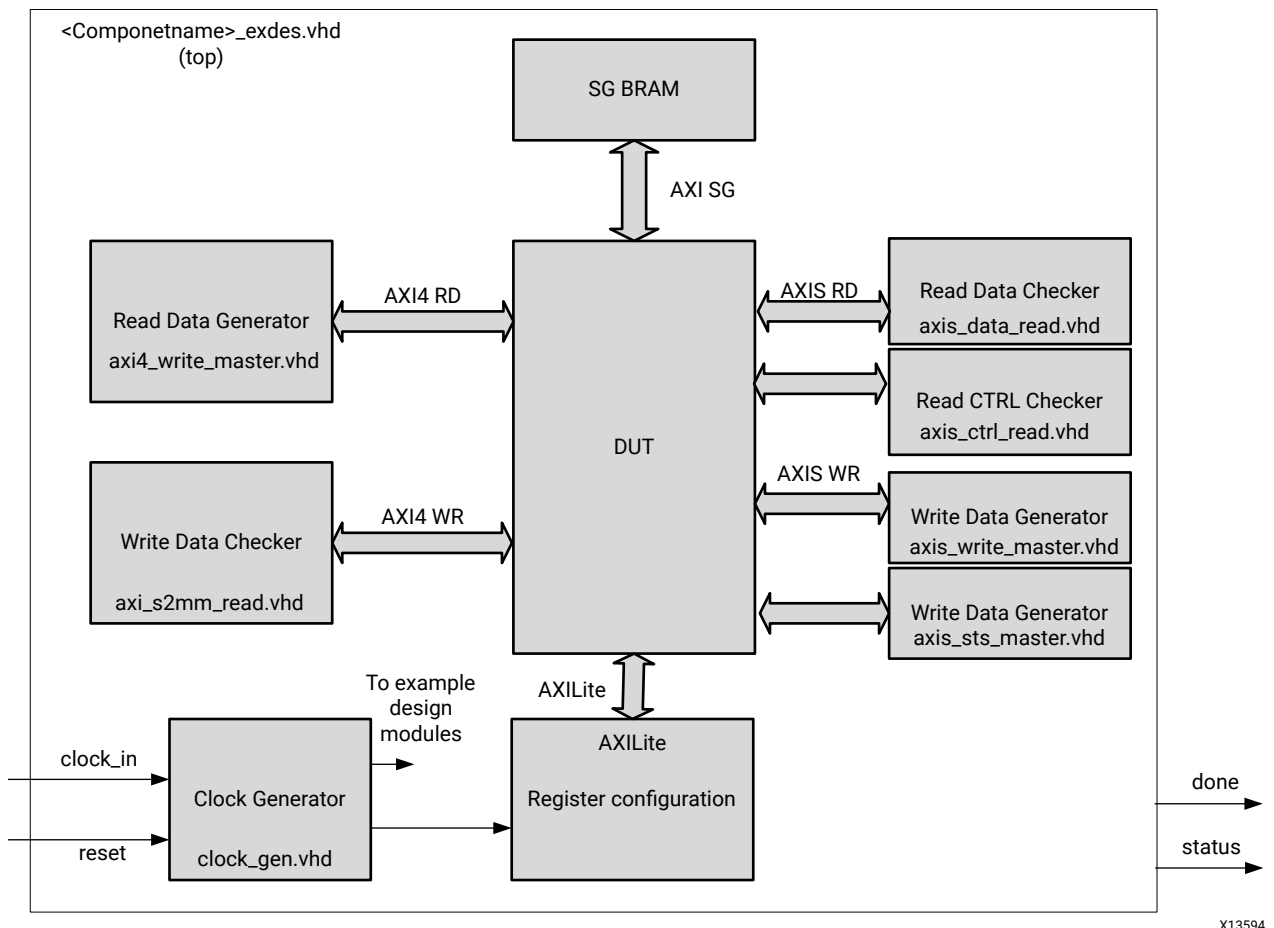 <Componetname>_exdes.vhd
(top)
SG BRAM
AXI SG
Read Data Generator
axi4_write_master.vhd
AXI4 RD
DUT
AXIS RD
Read Data Checker
axis_data_read.vhd
Read CTRL Checker
axis_ctrl_read.vhd
Write Data Checker
axi_s2mm_read.vhd
AXI4 WR
AXIS WR
Write Data Generator
axis_write_master.vhd
Write Data Generator
axis_sts_master.vhd
AXILite
To example
design
modules
clock_in
reset
Clock Generator
clock_gen.vhd
AXILite
Register configuration
done
status
X13594